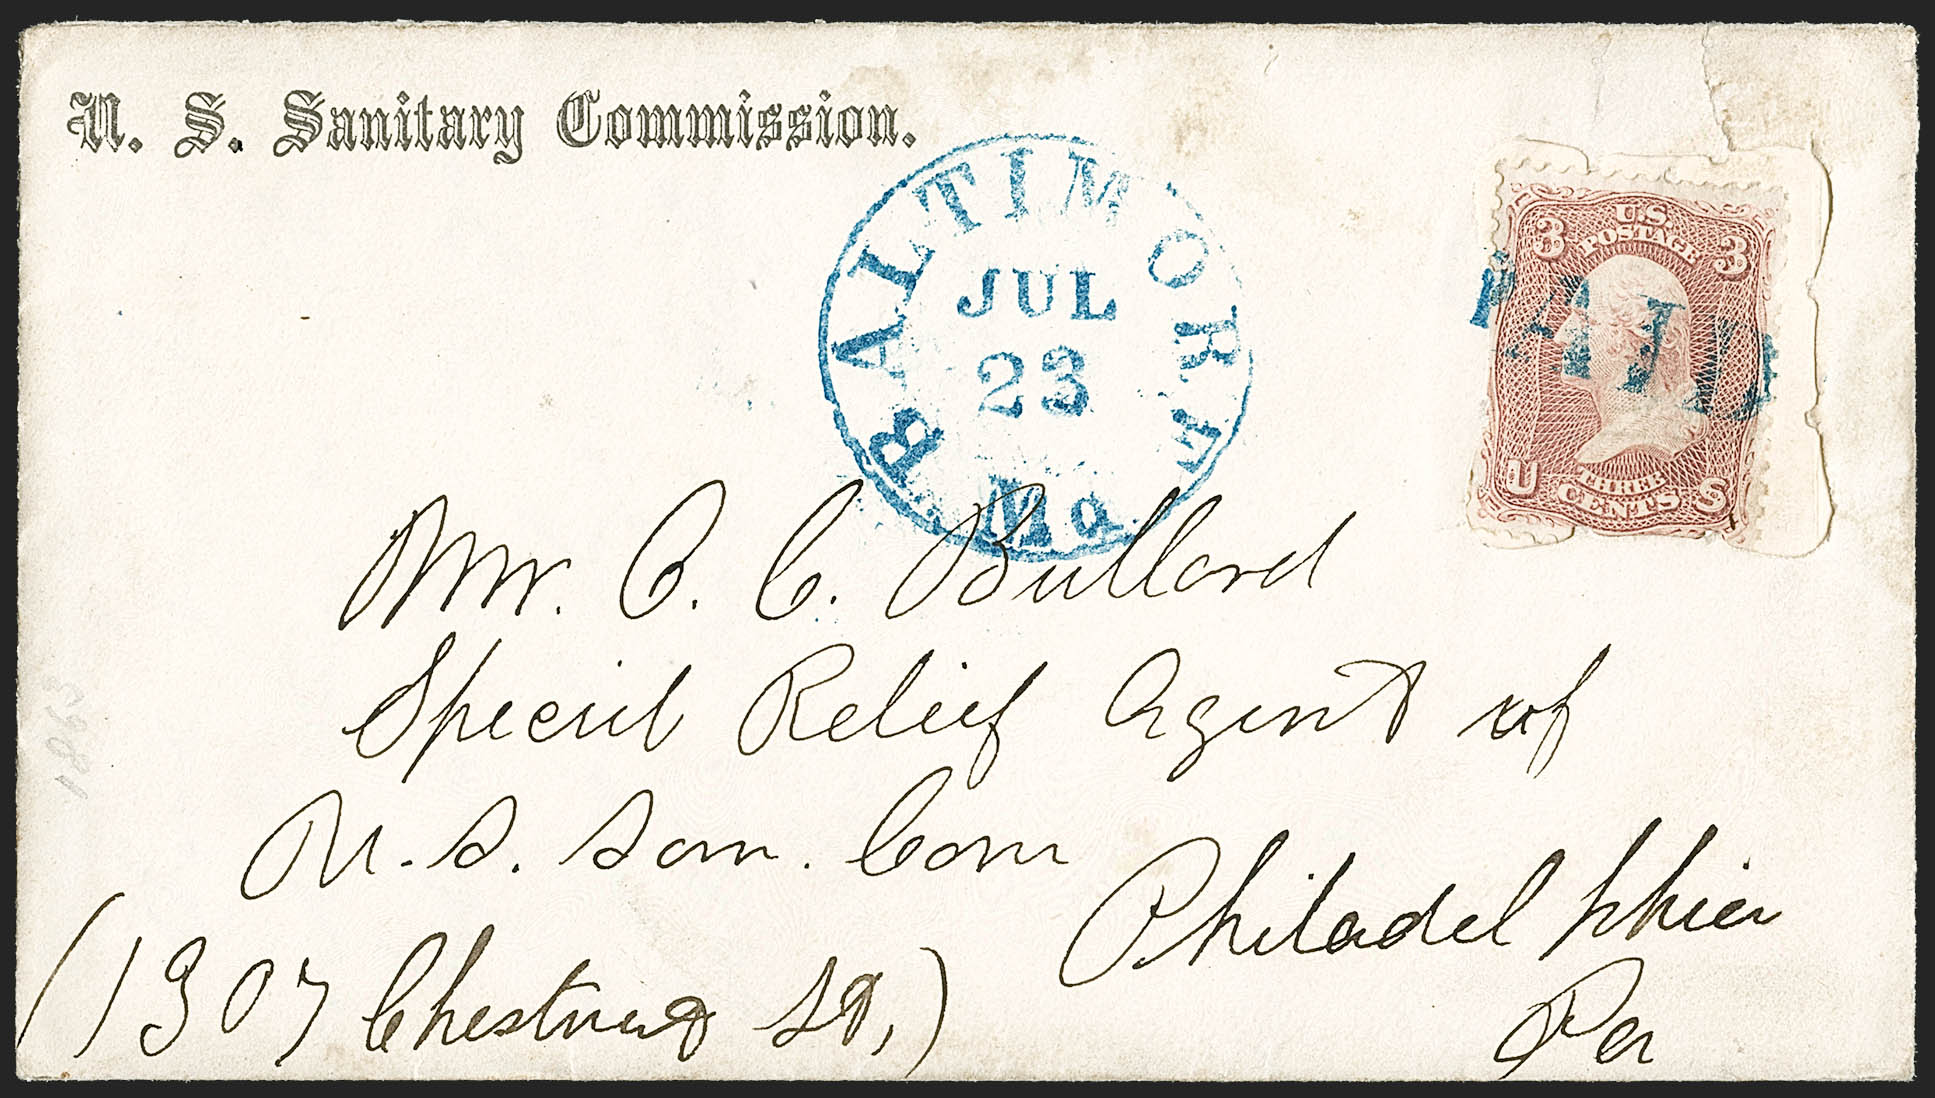 U. S. Sanitary Commission.
BALTIMORE
JUL
23
Md
U.S.
POSTAGE
3 3
PAID
THREE
CENTS
U S
Mr. C. C. Bullard
Special Relief Agent of
U. S. San. Com
Philadelphia
Pa
(1307 Chestnut St,)
1863